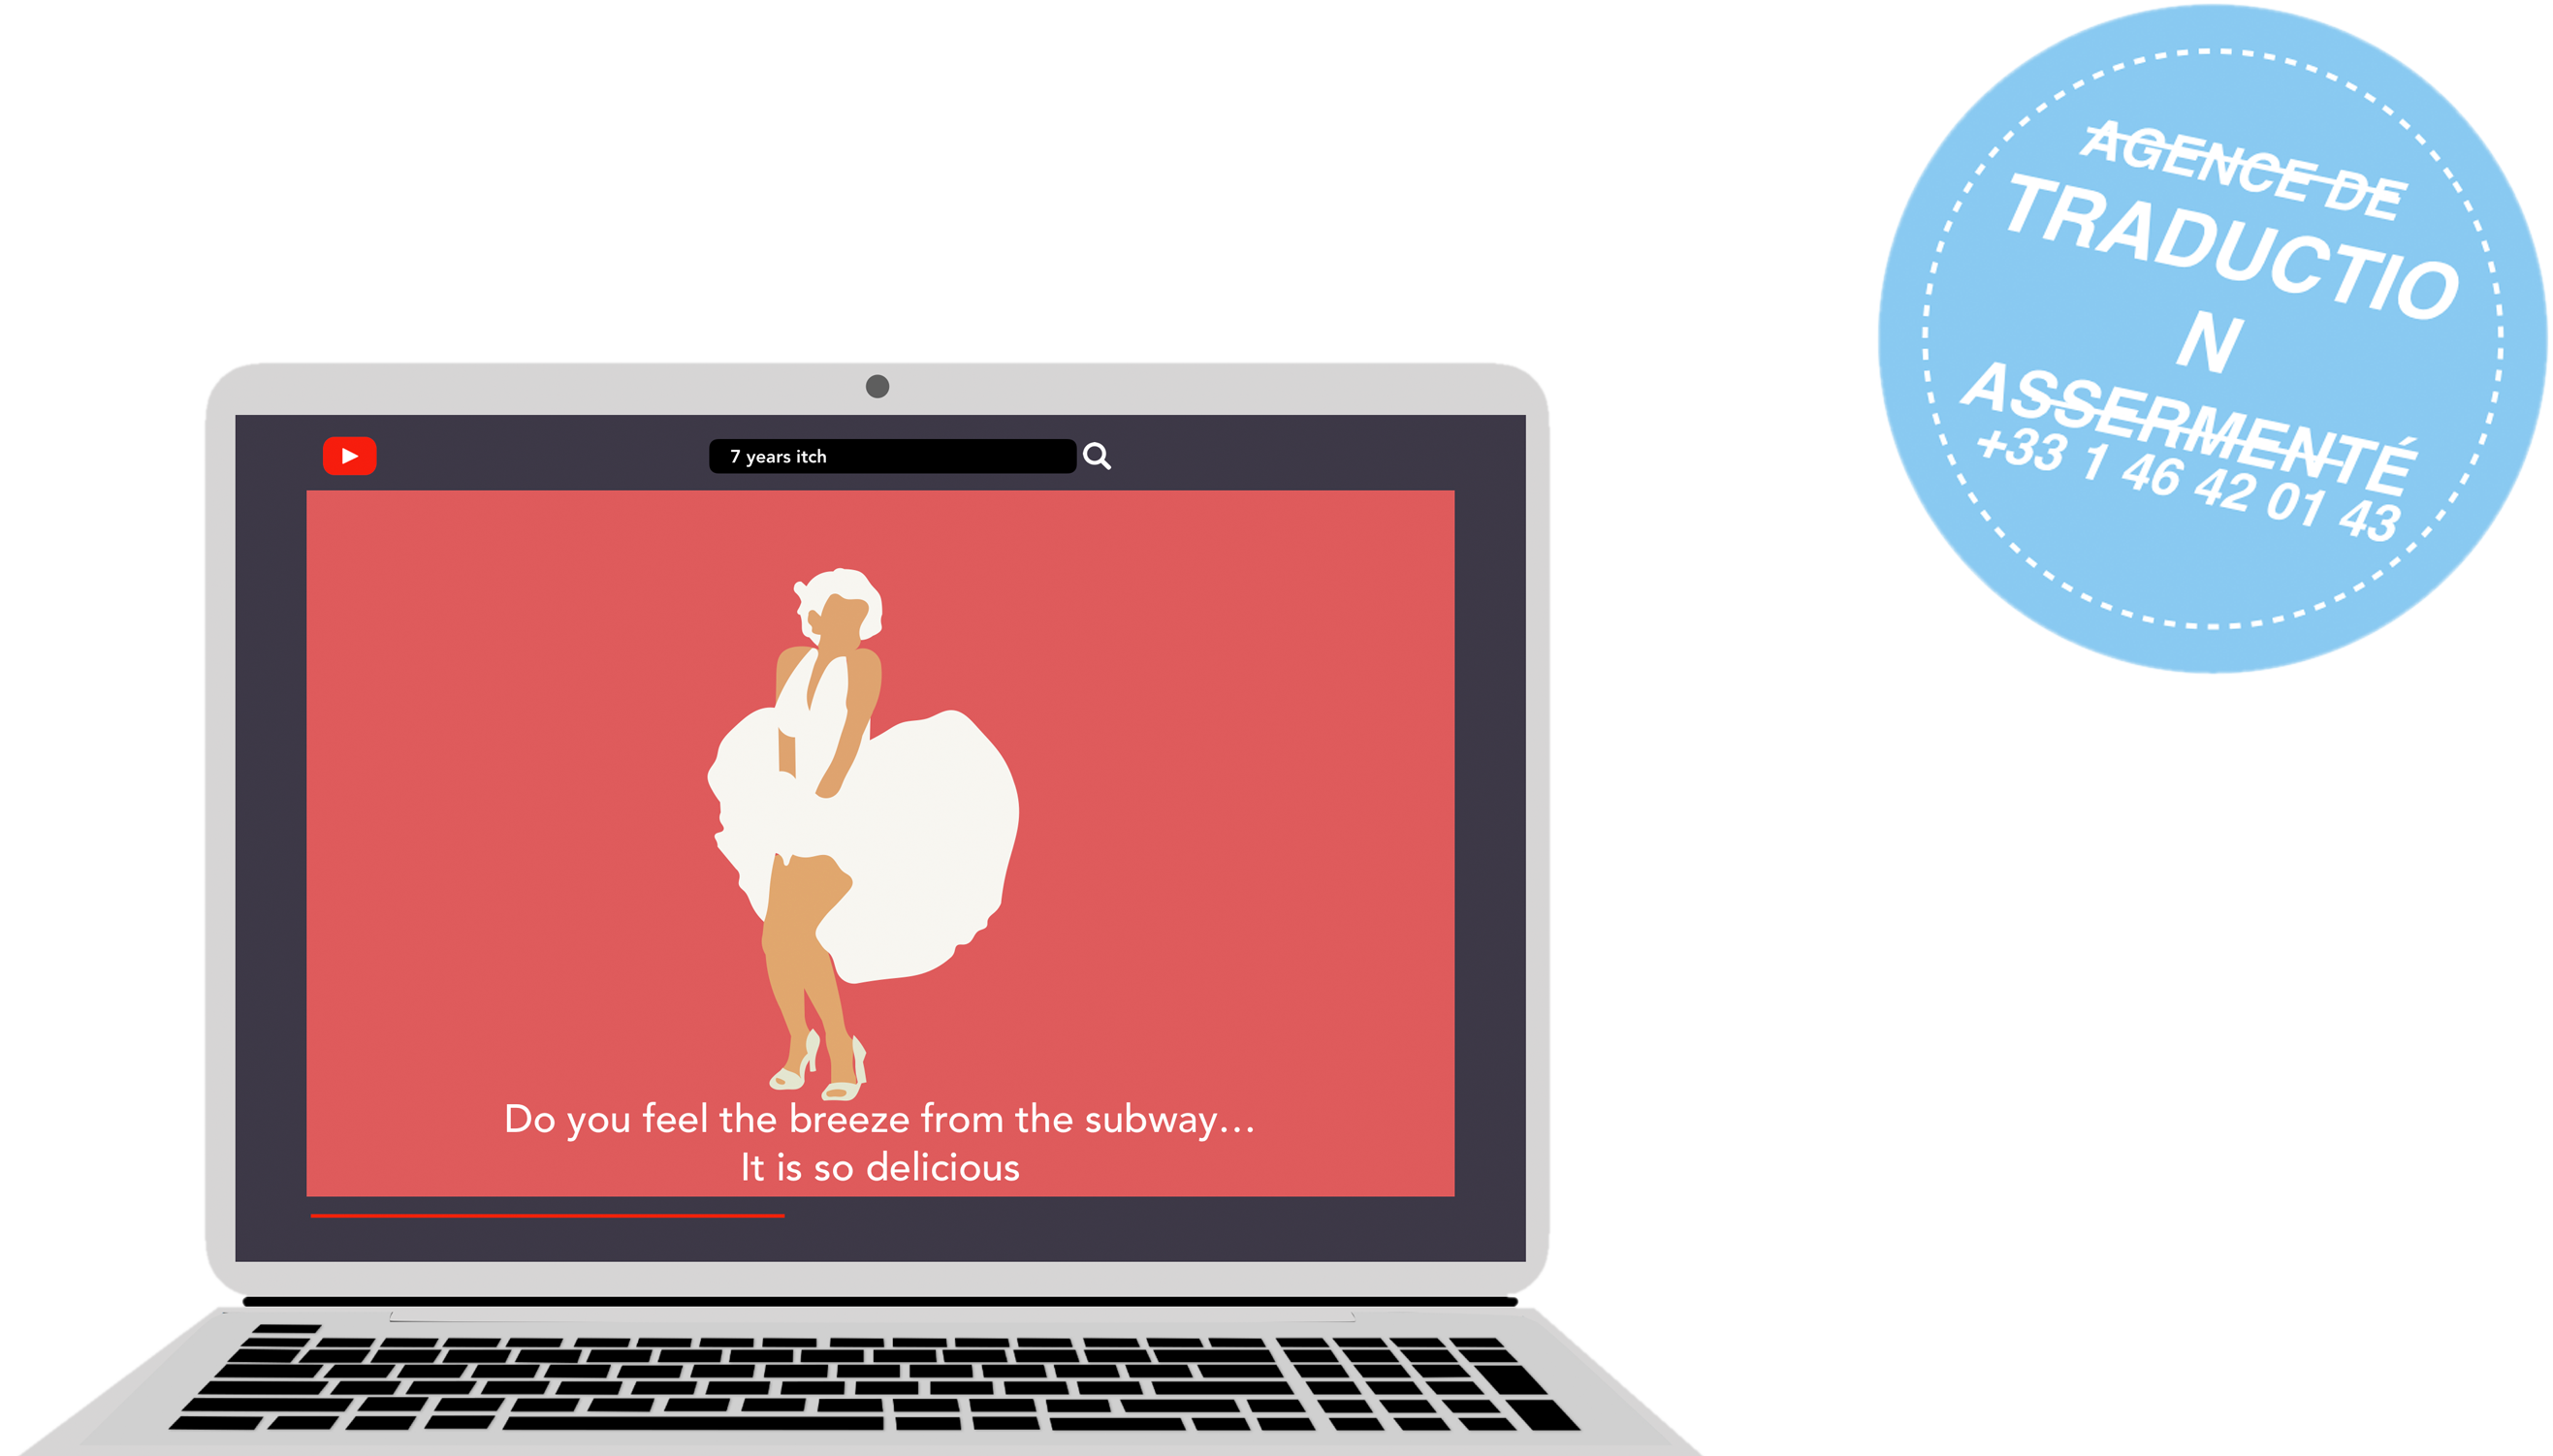 AGENCE DE
TRADUCTIO
N
ASSERMENTÉ
+33 1 46 42 01 43
7 years itch
Do you feel the breeze from the subway...
It is so delicious